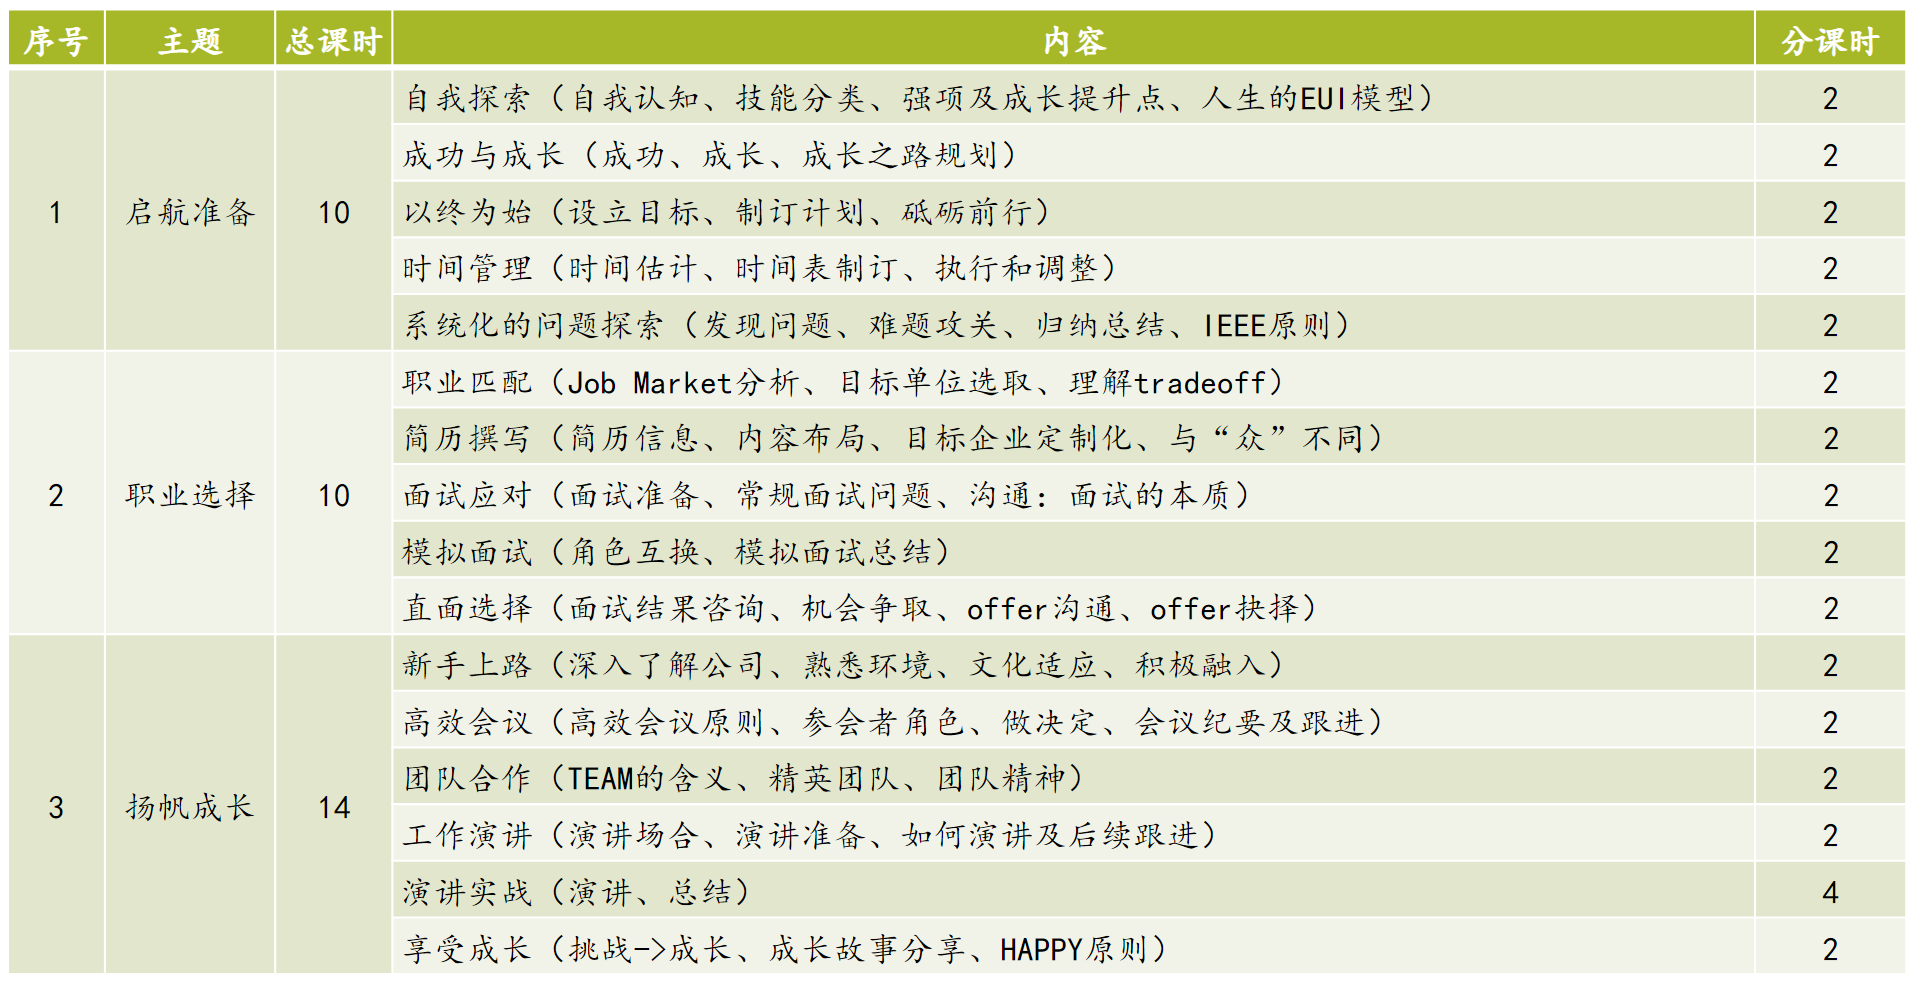 序号 主题 总课时 内容 分课时
自我探索（自我认知、技能分类、强项及成长提升点、人生的EUI模型） 2
成功与成长（成功、成长、成长之路规划） 2
1 启航准备 10 以终为始（设立目标、制订计划、砥砺前行） 2
时间管理（时间估计、时间表制订、执行和调整） 2
系统化的问题探索（发现问题、难题攻关、归纳总结、IEEE原则） 2
职业匹配（Job Market分析、目标单位选取、理解tradeoff） 2
简历撰写（简历信息、内容布局、目标企业定制化、与“众”不同） 2
2 职业选择 10 面试应对（面试准备、常规面试问题、沟通：面试的本质） 2
模拟面试（角色互换、模拟面试总结） 2
直面选择（面试结果咨询、机会争取、offer沟通、offer抉择） 2
新手上路（深入了解公司、熟悉环境、文化适应、积极融入） 2
高效会议（高效会议原则、参会者角色、做决定、会议纪要及跟进） 2
团队合作（TEAM的含义、精英团队、团队精神） 2
3 扬帆成长 14
工作演讲（演讲场合、演讲准备、如何演讲及后续跟进） 2
演讲实战（演讲、总结） 4
享受成长（挑战->成长、成长故事分享、HAPPY原则） 2